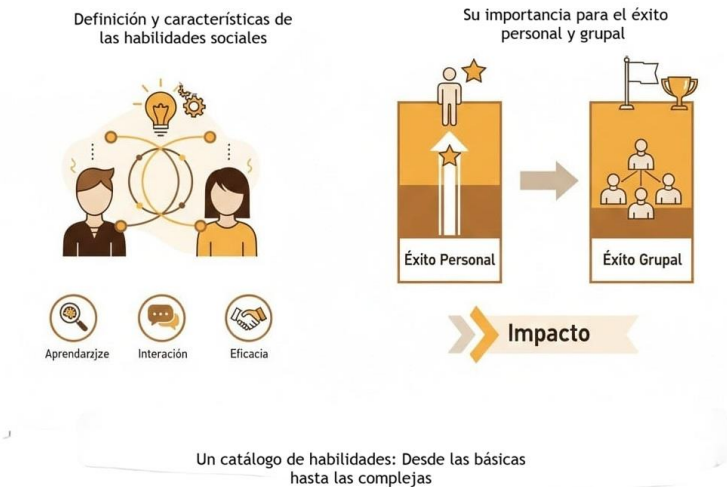 Definición y características de
las habilidades sociales
Aprendarzjze
Interación
Eficacia
Su importancia para el éxito
personal y grupal
Éxito Personal
Éxito Grupal
Impacto
Un catálogo de habilidades: Desde las básicas
hasta las complejas